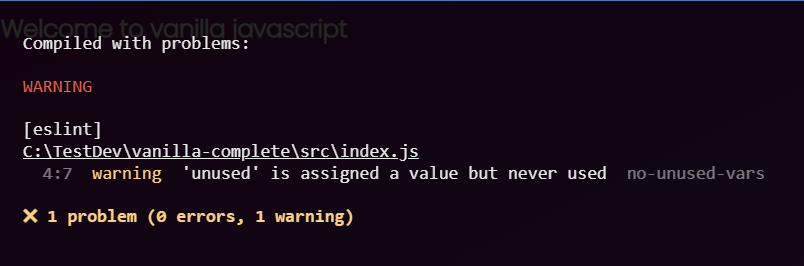 Welcome to vanilla javascript
Compiled with problems:
WARNING
[eslint]
C:\TestDev\vanilla-complete\src\index.js
4:7 warning 'unused' is assigned a value but never used no-unused-vars
❌ 1 problem (0 errors, 1 warning)